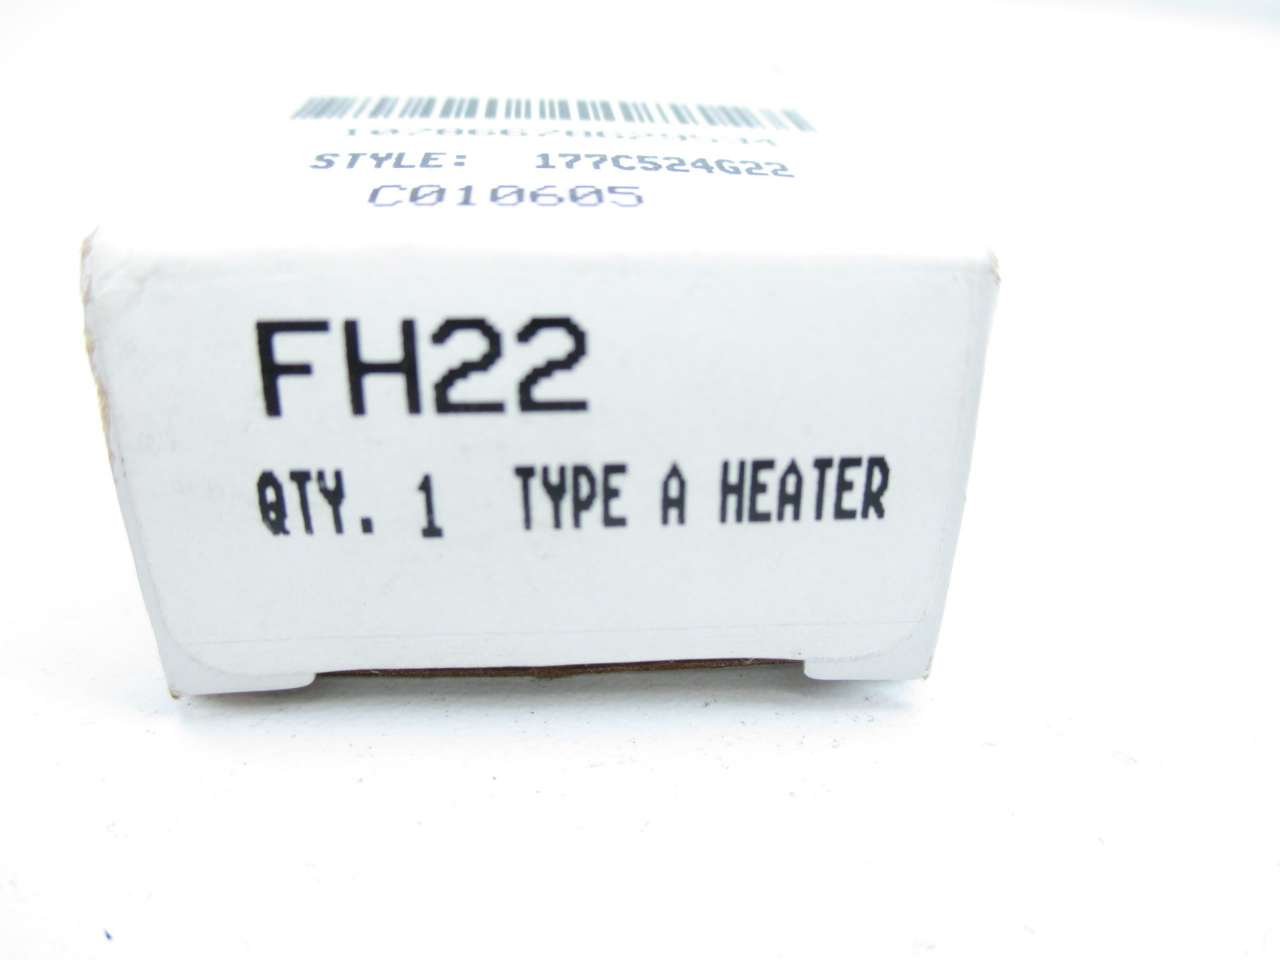 STYLE: 177C524G22
C010605
FH22
QTY. 1 TYPE A HEATER